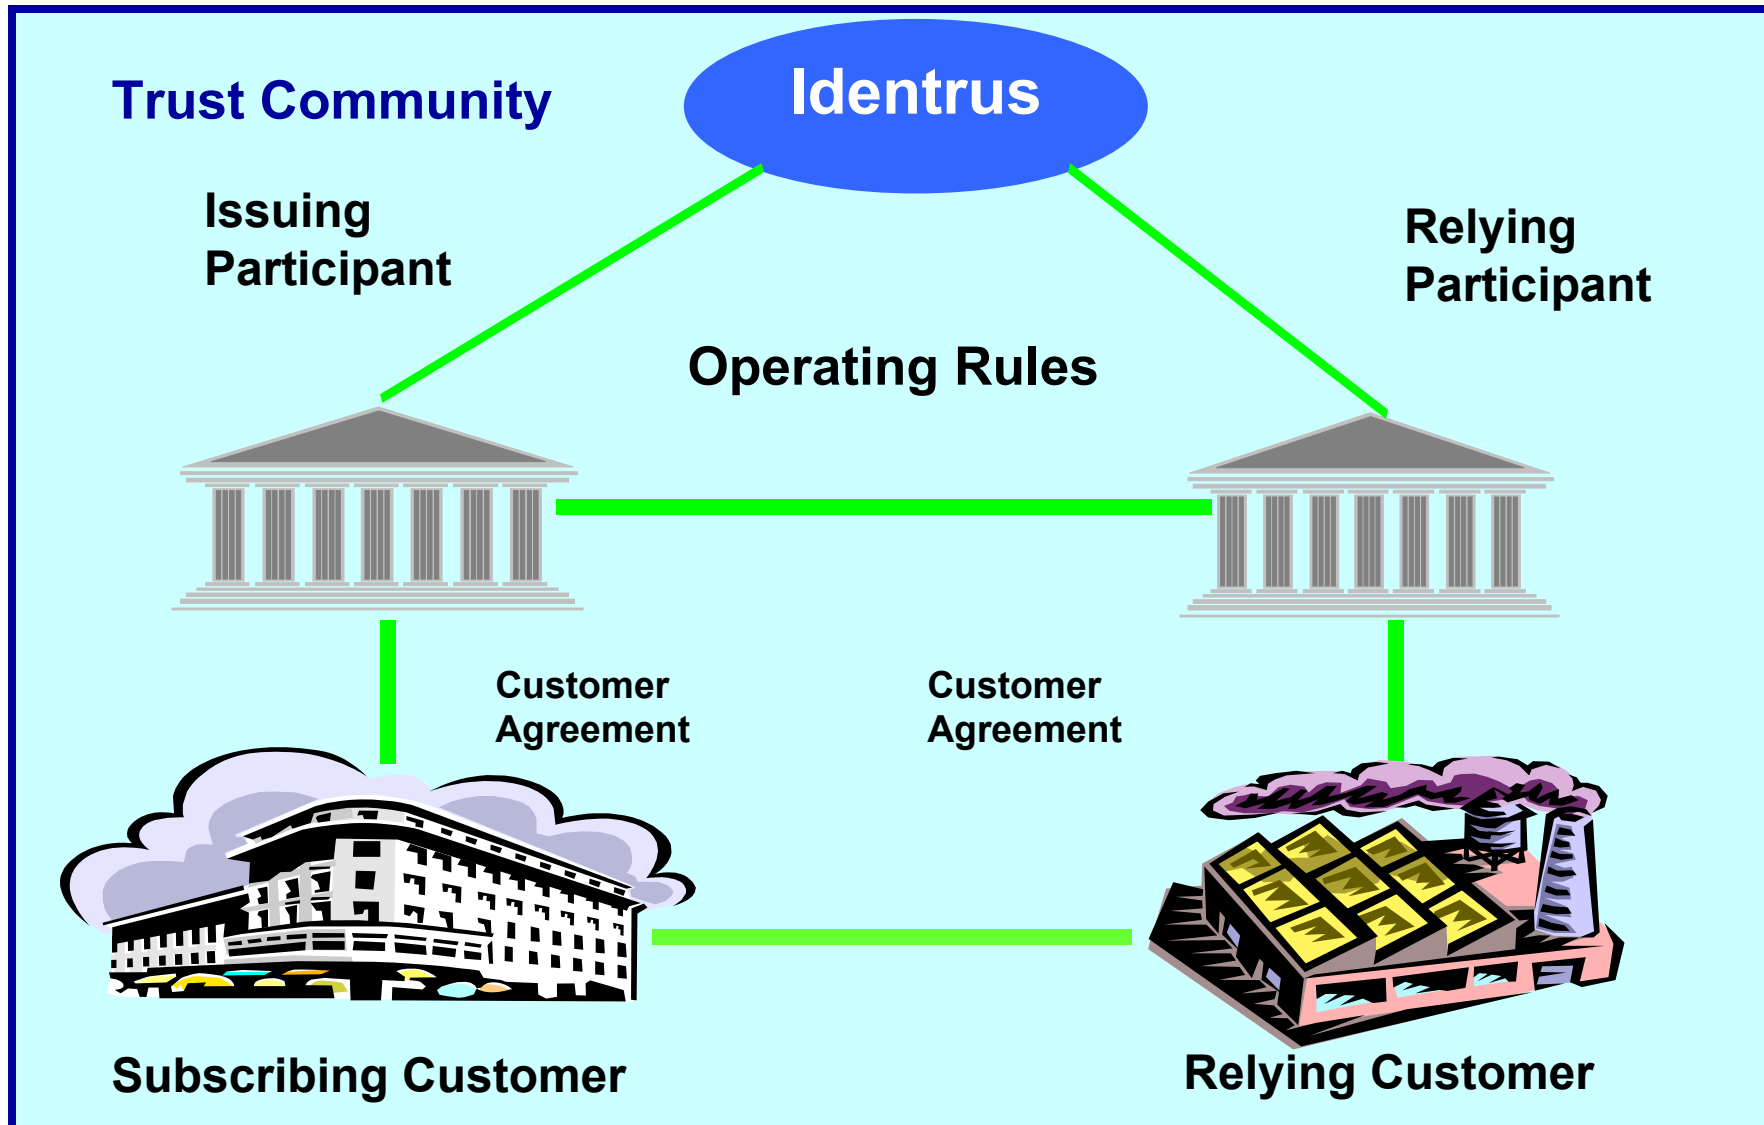 Identrus
Trust Community
Issuing
Participant
Relying
Participant
Operating Rules
Customer
Agreement
Customer
Agreement
Subscribing Customer
Relying Customer